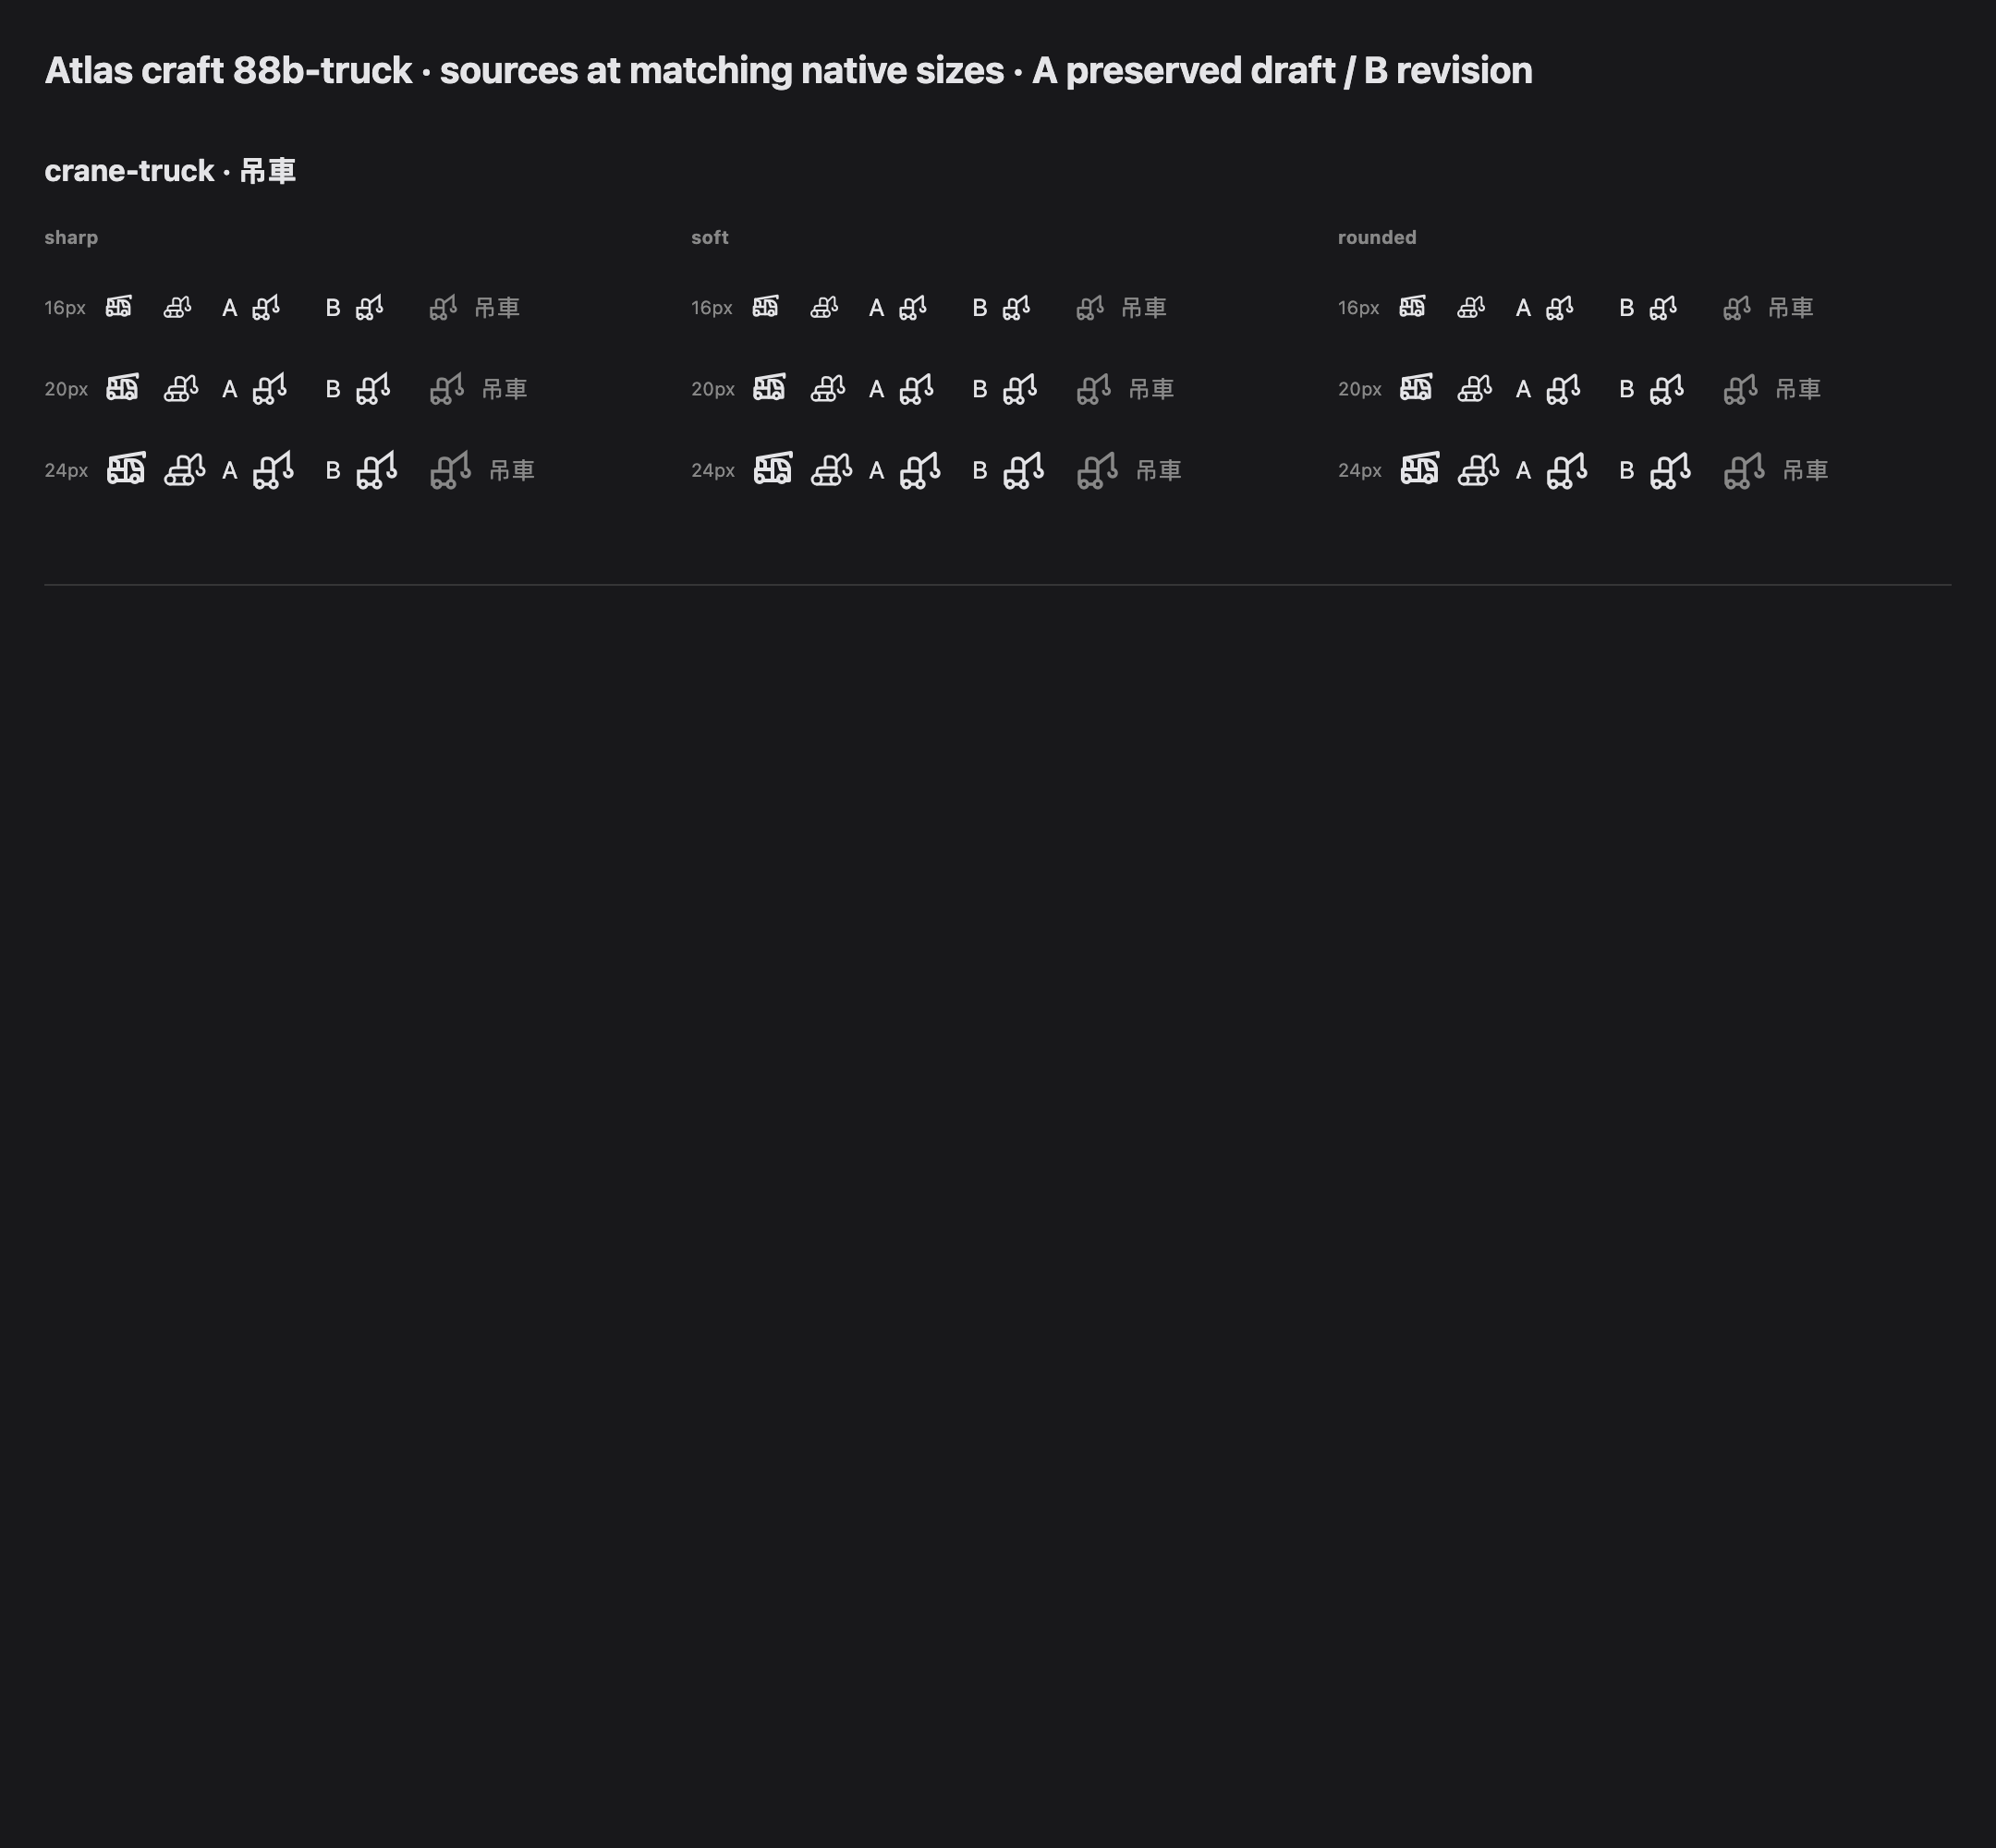 Atlas craft 88b-truck · sources at matching native sizes · A preserved draft / B revision
crane-truck · 吊車
sharp soft rounded
16px A B 吊車 16px A B 吊車 16px A B 吊車
20px A B 吊車 20px A B 吊車 20px A B 吊車
24px A B 吊車 24px A B 吊車 24px A B 吊車